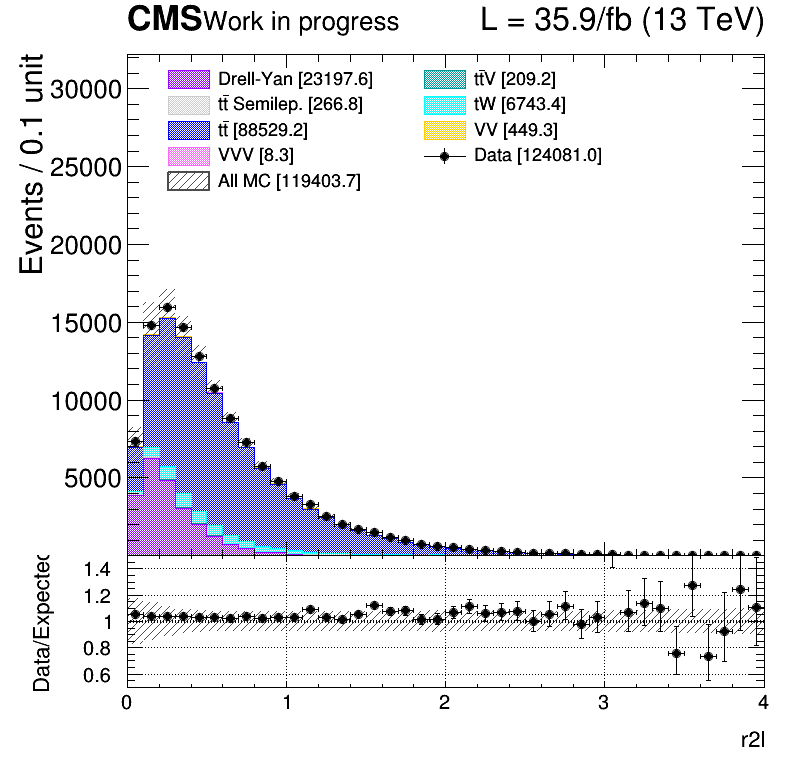 CMS Work in progress L = 35.9/fb (13 TeV)
Events / 0.1 unit
30000
25000
20000
15000
10000
5000
Drell-Yan [23197.6]
tt̄ Semilep. [266.8]
tt̄ [88529.2]
VVV [8.3]
All MC [119403.7]
tt̄V [209.2]
tW [6743.4]
VV [449.3]
Data [124081.0]
Data/Expected
1.4
1.2
1
0.8
0.6
0 1 2 3 4
r2l